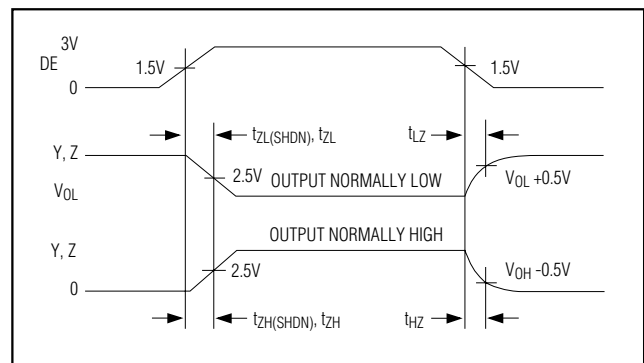 3V
DE
1.5V
1.5V
0
tZL(SHDN), tZL
tLZ
Y, Z
2.5V
OUTPUT NORMALLY LOW
VOL +0.5V
VOL
OUTPUT NORMALLY HIGH
Y, Z
2.5V
VOH -0.5V
0
tZH(SHDN), tZH
tHZ